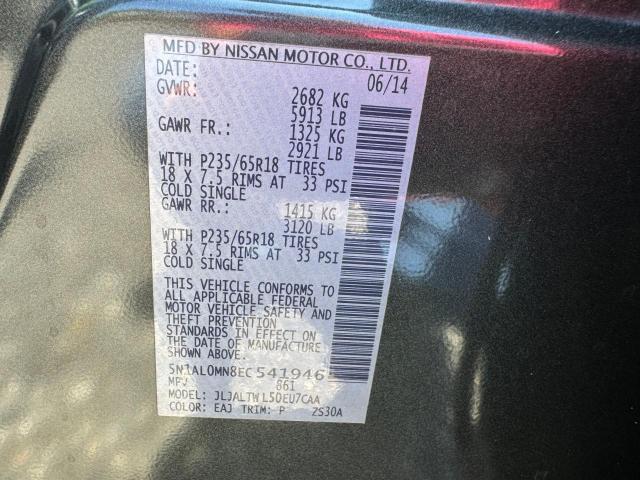 MFD BY NISSAN MOTOR CO., LTD.
DATE: 06/14
GVWR: 2682 KG
5913 LB
GAWR FR.: 1325 KG
2921 LB
WITH P235/65R18 TIRES
18 X 7.5 RIMS AT 33 PSI
COLD SINGLE
GAWR RR.: 1415 KG
3120 LB
WITH P235/65R18 TIRES
18 X 7.5 RIMS AT 33 PSI
COLD SINGLE
THIS VEHICLE CONFORMS TO
ALL APPLICABLE FEDERAL
MOTOR VEHICLE SAFETY AND
THEFT PREVENTION
STANDARDS IN EFFECT ON
THE DATE OF MANUFACTURE
SHOWN ABOVE.
5N1AL0MN8EC541946
MPV 861
MODEL: JLJALTWL50EU7CAA
COLOR: EAJ TRIM: P ZS30A